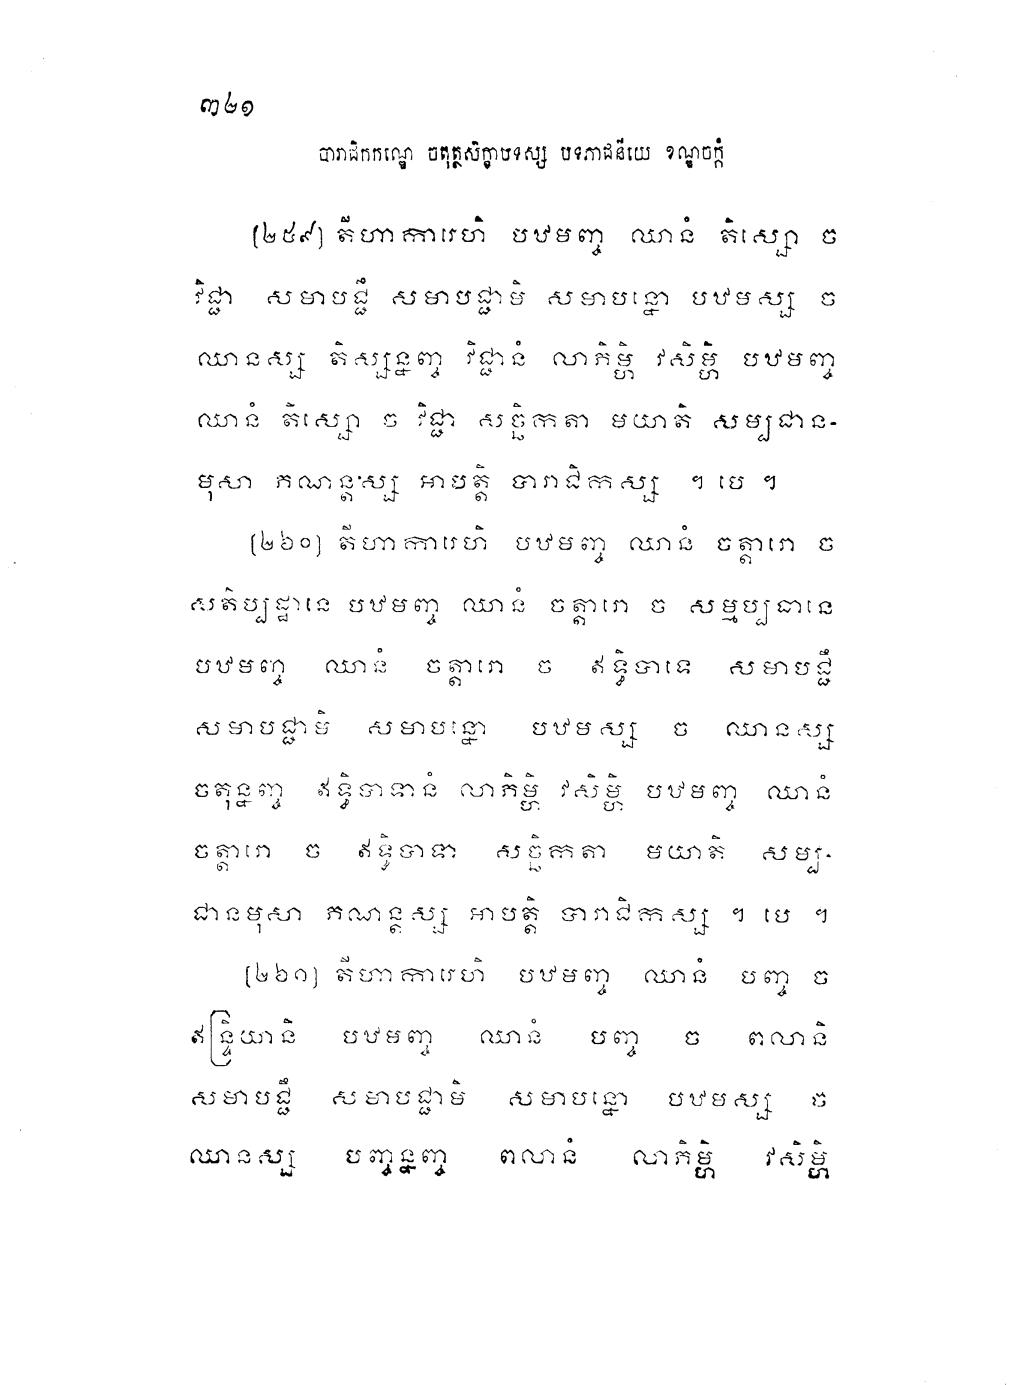 ៣២១
បារាជិកកណ្ឌេ ចតុត្ថសិក្ខាបទស្ស បទភាជនីយេ ខណ្ឌចក្កំ
[២៥៩] តីហាការេហិ បឋមញ្ច ឈានំ តិស្សោ ច
វិជ្ជា សមាបជ្ជឹ សមាបជ្ជាមិ សមាបន្នោ បឋមស្ស ច
ឈានស្ស តិស្សន្នញ្ច វិជ្ជានំ លាភិម្ហិ វសិម្ហិ បឋមញ្ច
ឈានំ តិស្សោ ច វិជ្ជា សច្ឆិកតា មយាតិ សម្បជាន-
មុសា ភណន្តស្ស អាបត្តិ បារាជិកស្ស ។ បេ ។
[២៦០] តីហាការេហិ បឋមញ្ច ឈានំ ចត្តារោ ច
សតិប្បដ្ឋានេ បឋមញ្ច ឈានំ ចត្តារោ ច សម្មប្បធានេ
បឋមញ្ច ឈានំ ចត្តារោ ច ឥទ្ធិបាទេ សមាបជ្ជឹ
សមាបជ្ជាមិ សមាបន្នោ បឋមស្ស ច ឈានស្ស
ចតុន្នញ្ច ឥទ្ធិបាទានំ លាភិម្ហិ វសិម្ហិ បឋមញ្ច ឈានំ
ចត្តារោ ច ឥទ្ធិបាទា សច្ឆិកតា មយាតិ សម្ប-
ជានមុសា ភណន្តស្ស អាបត្តិ បារាជិកស្ស ។ បេ ។
[២៦១] តីហាការេហិ បឋមញ្ច ឈានំ បញ្ច ច
ឥន្ទ្រិយានិ បឋមញ្ច ឈានំ បញ្ច ច ពលានិ
សមាបជ្ជឹ សមាបជ្ជាមិ សមាបន្នោ បឋមស្ស ច
ឈានស្ស បញ្ចន្នញ្ច ពលានំ លាភិម្ហិ វសិម្ហិ